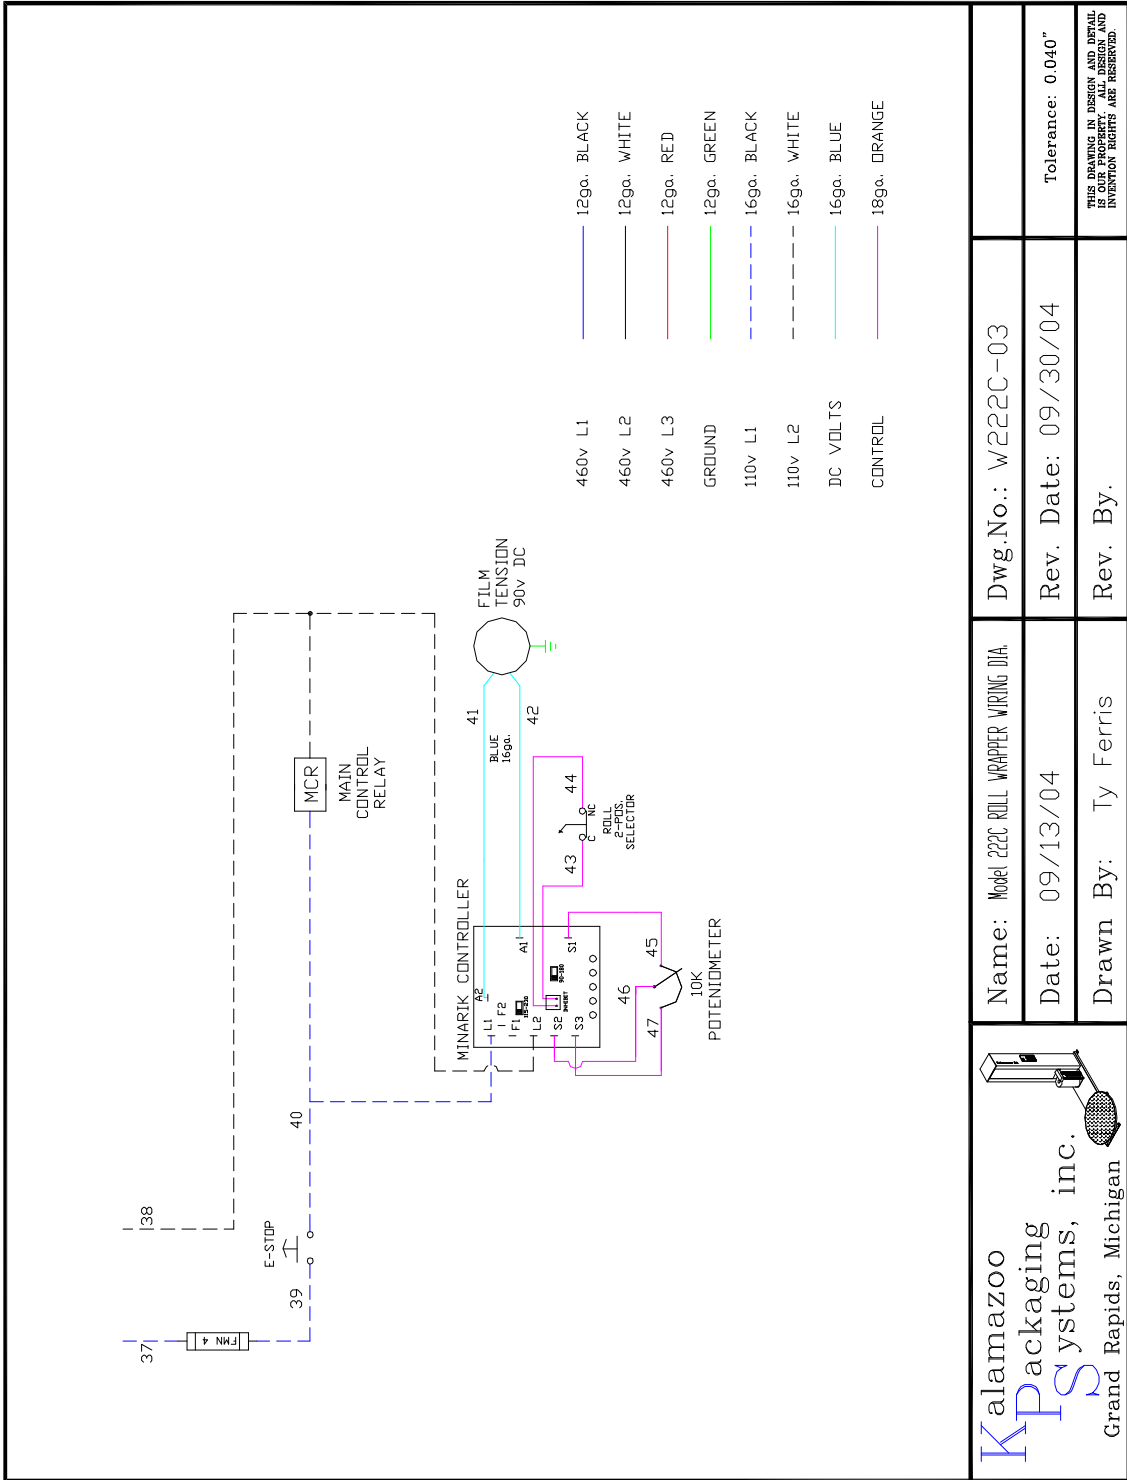 37
FMN 4
39
E-STOP
38
40
MCR
MAIN
CONTROL
RELAY
MINARIK CONTROLLER
A2
L1
F2
F1
L2
S2
S3
A1
S1
115-230
INHIBIT
90-180
41
BLUE
16ga.
42
FILM
TENSION
90v DC
43
44
C
NC
ROLL
2-POS.
SELECTOR
45
46
47
10K
POTENIOMETER
460v L1 12ga. BLACK
460v L2 12ga. WHITE
460v L3 12ga. RED
GROUND 12ga. GREEN
110v L1 16ga. BLACK
110v L2 16ga. WHITE
DC VOLTS 16ga. BLUE
CONTROL 18ga. ORANGE
Kalamazoo
Packaging
Systems, inc.
Grand Rapids, Michigan
Name: Model 222C ROLL WRAPPER WIRING DIA.
Date: 09/13/04
Drawn By: Ty Ferris
Dwg.No.: W222C-03
Rev. Date: 09/30/04
Rev. By.
Tolerance: 0.040"
THIS DRAWING IN DESIGN AND DETAIL
IS OUR PROPERTY. ALL DESIGN AND
INVENTION RIGHTS ARE RESERVED.